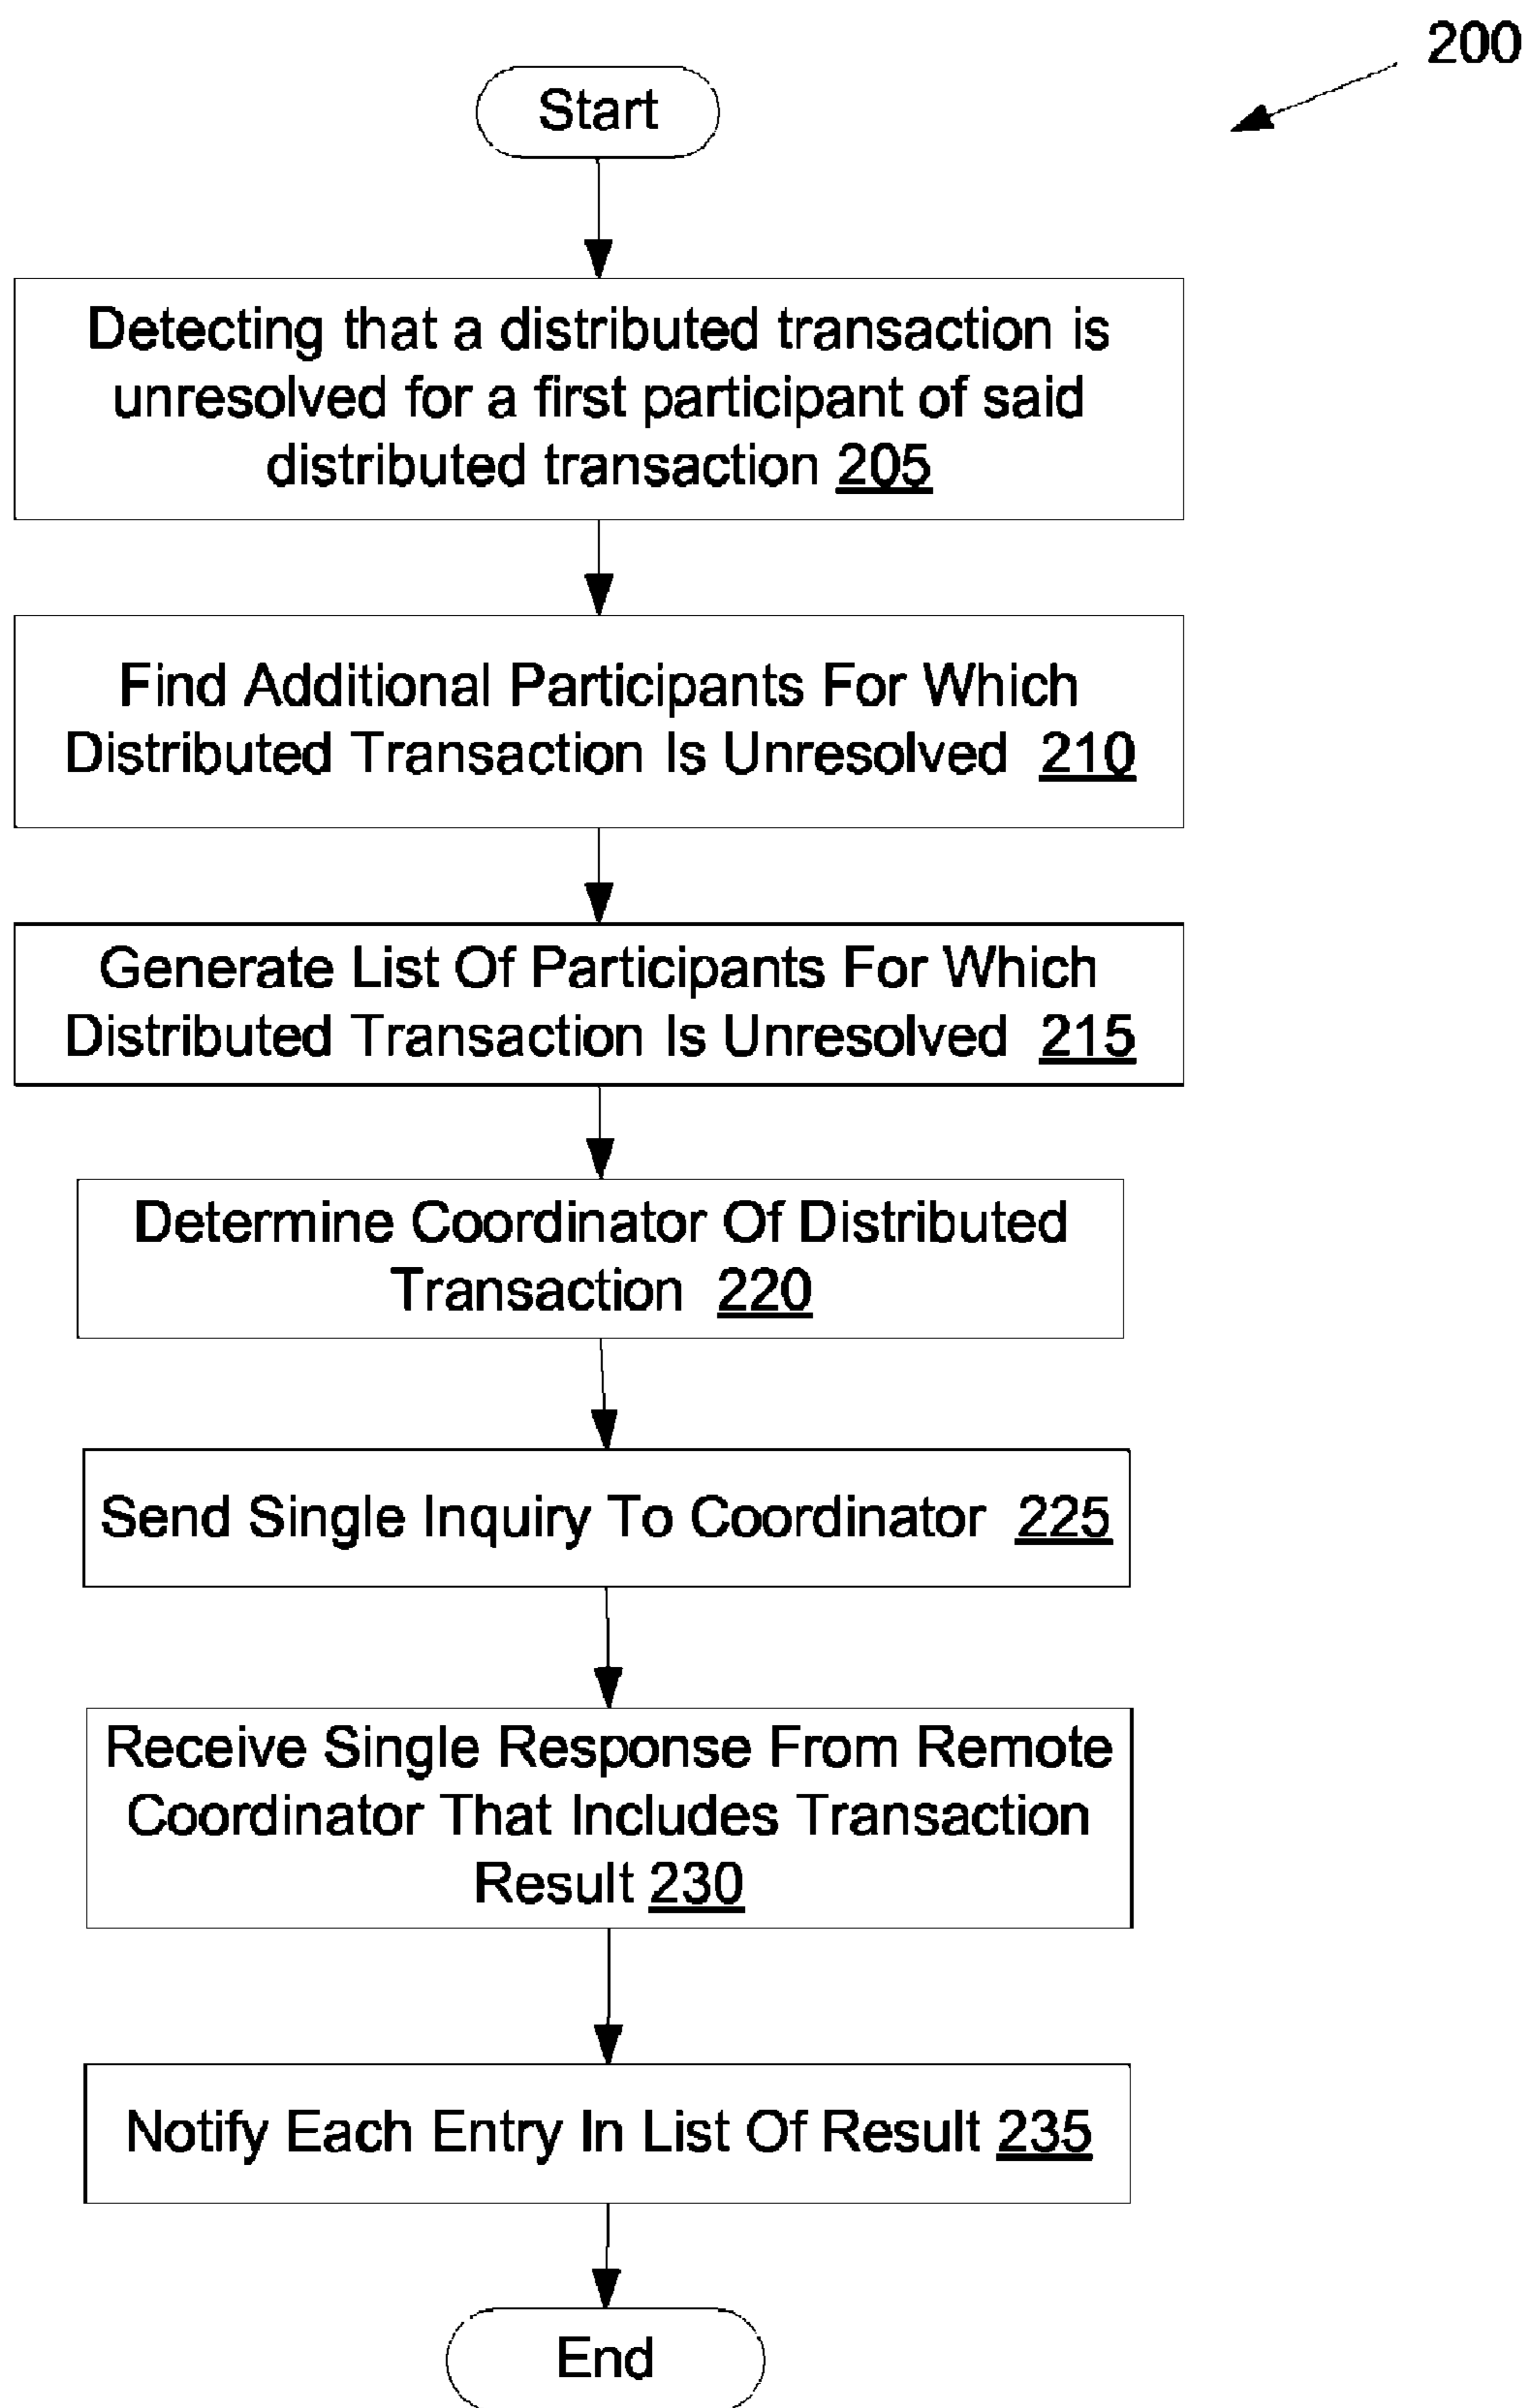 200
Start
Detecting that a distributed transaction is
unresolved for a first participant of said
distributed transaction 205
Find Additional Participants For Which
Distributed Transaction Is Unresolved 210
Generate List Of Participants For Which
Distributed Transaction Is Unresolved 215
Determine Coordinator Of Distributed
Transaction 220
Send Single Inquiry To Coordinator 225
Receive Single Response From Remote
Coordinator That Includes Transaction
Result 230
Notify Each Entry In List Of Result 235
End